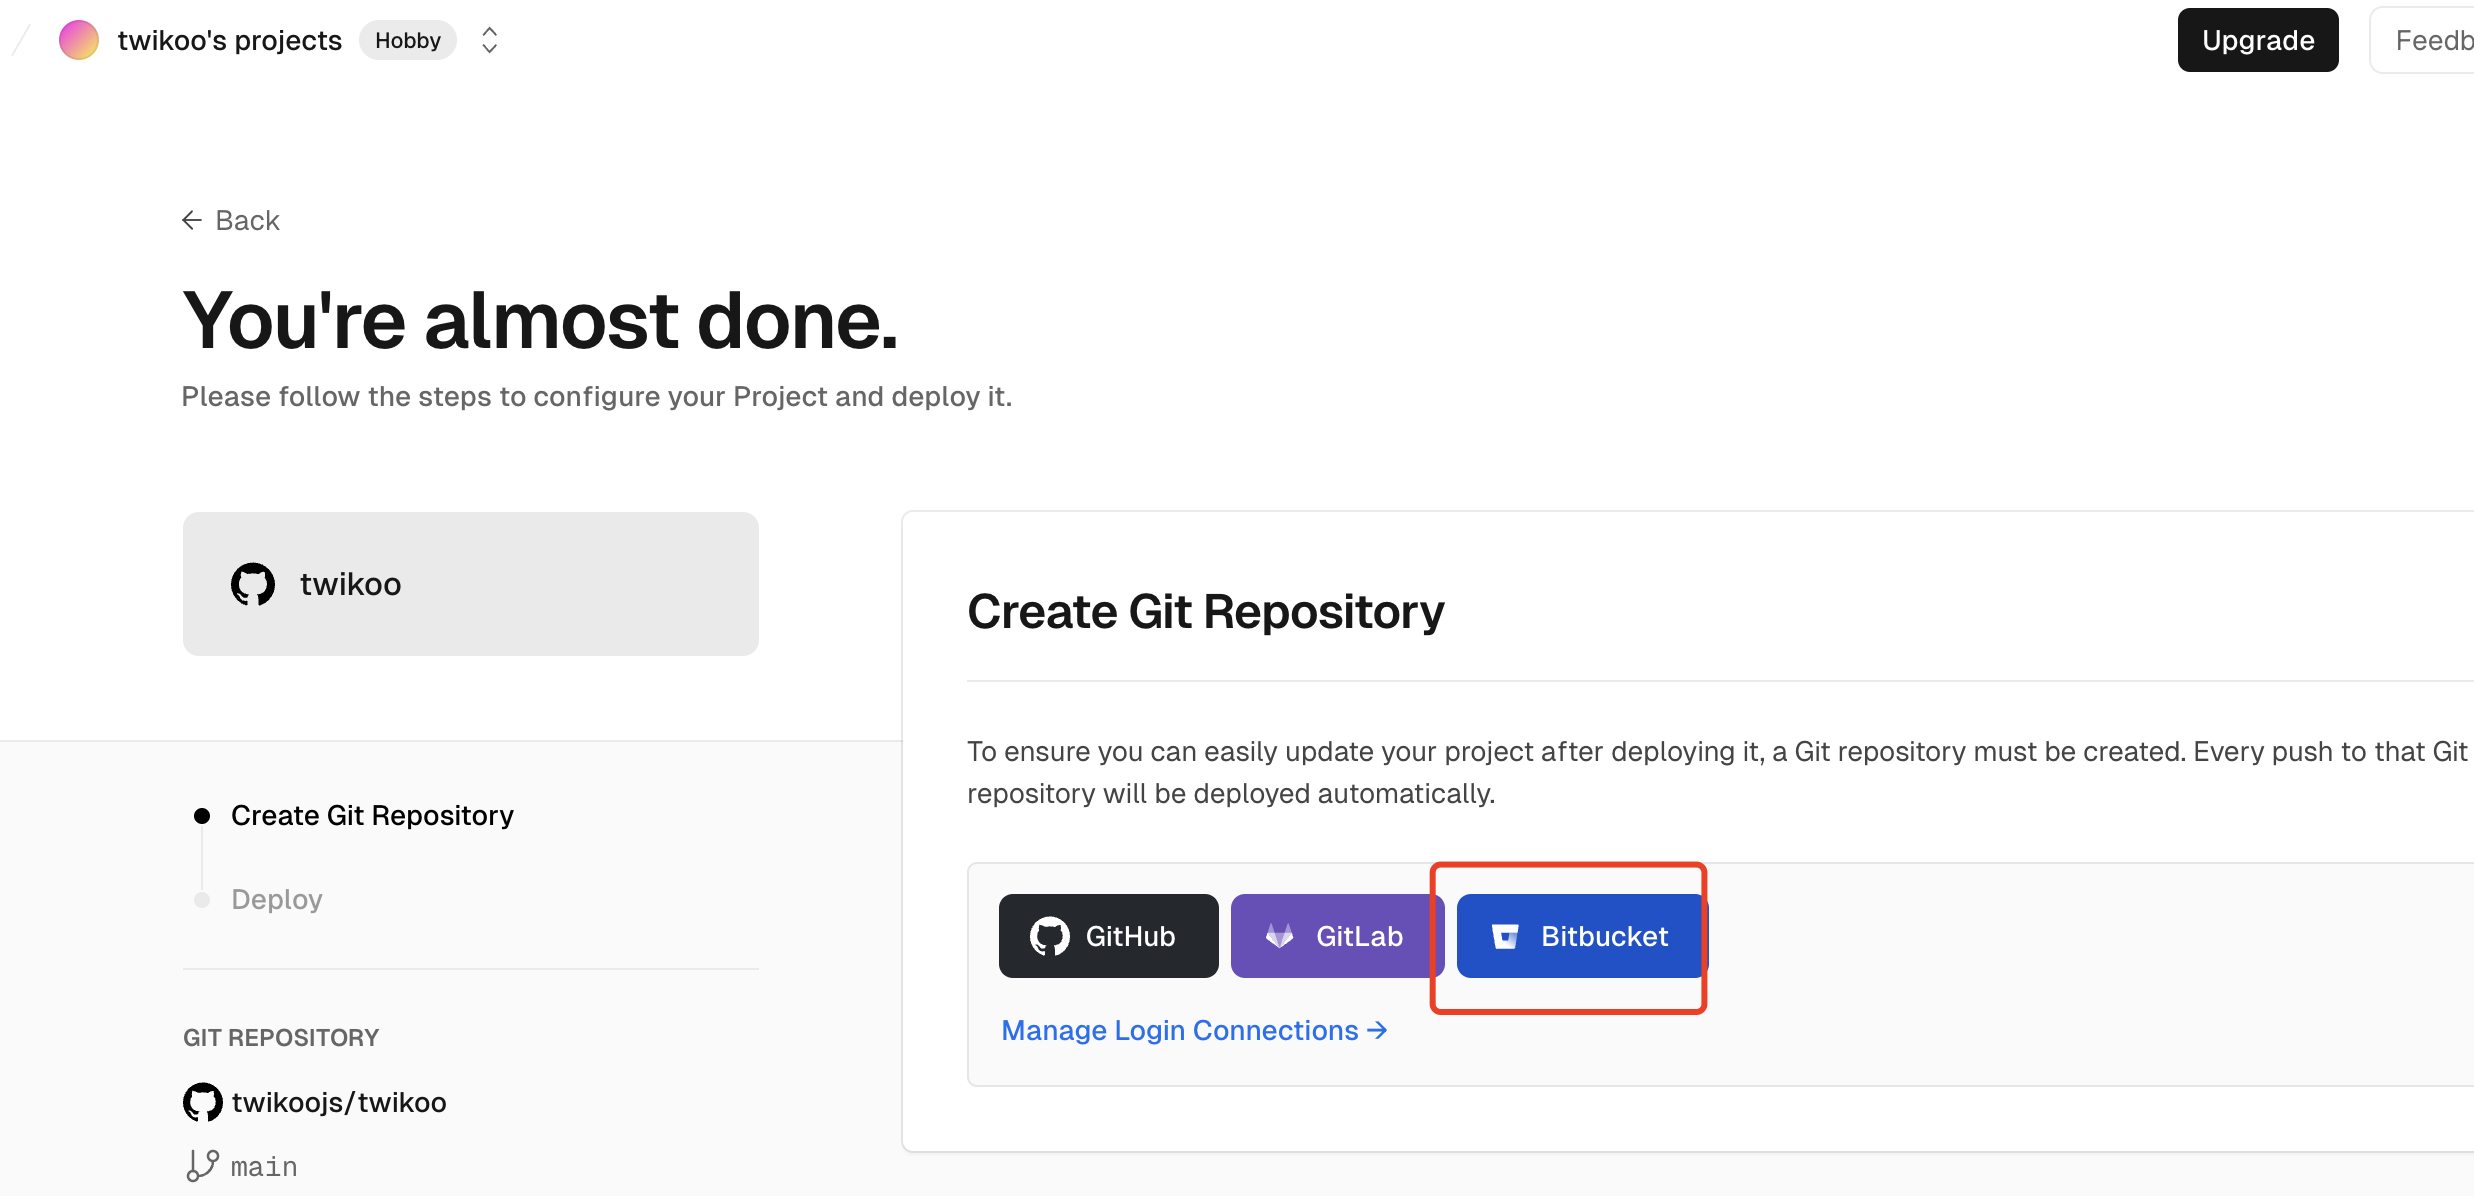 twikoo's projects Hobby
Upgrade
Feedb
Back
You're almost done.
Please follow the steps to configure your Project and deploy it.
twikoo
Create Git Repository
Deploy
GIT REPOSITORY
twikoojs/twikoo
main
Create Git Repository
To ensure you can easily update your project after deploying it, a Git repository must be created. Every push to that Git
repository will be deployed automatically.
GitHub GitLab Bitbucket
Manage Login Connections →